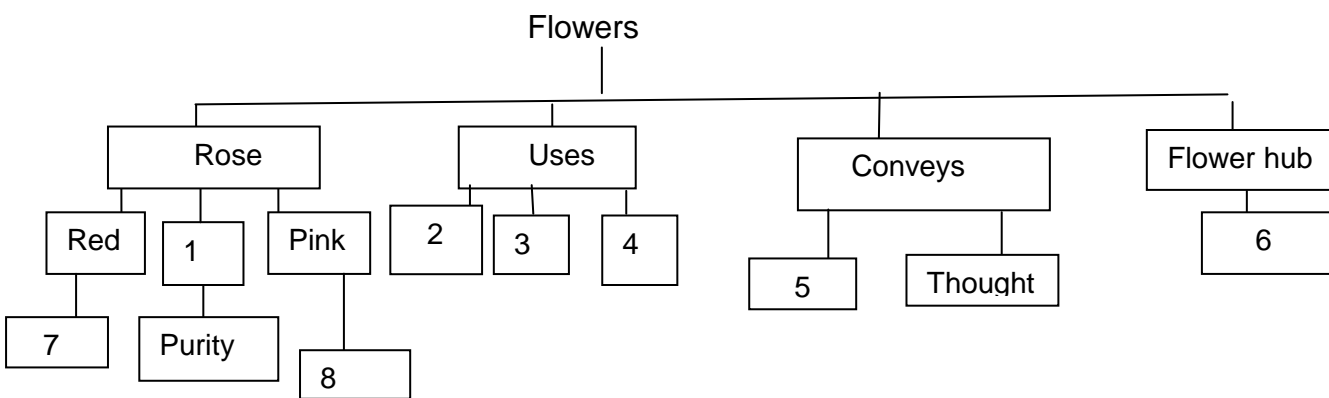 Flowers
Rose
Uses
Conveys
Flower hub
Red
1
Pink
2
3
4
5
Thought
6
7
Purity
8